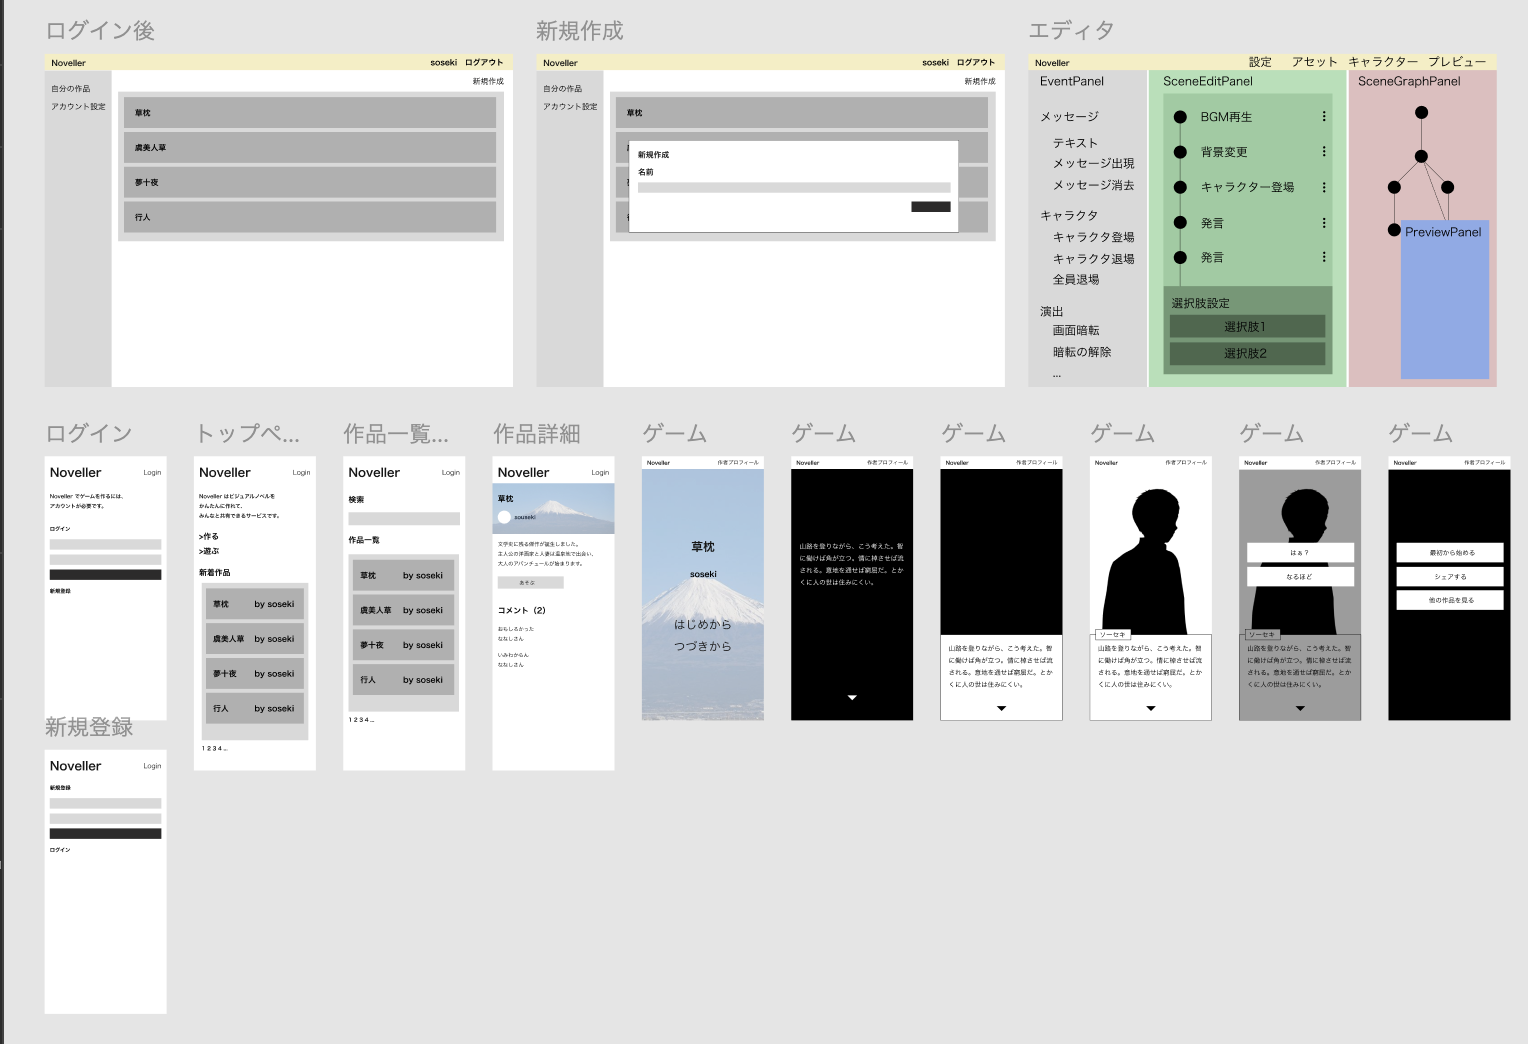 ログイン後
Noveller
soseki ログアウト
自分の作品
アカウント設定
新規作成
草枕
虞美人草
夢十夜
行人
新規作成
Noveller
soseki ログアウト
自分の作品
アカウント設定
新規作成
草枕
新規作成
名前
エディタ
Noveller
設定 アセット キャラクター プレビュー
EventPanel
メッセージ
テキスト
メッセージ出現
メッセージ消去
キャラクタ
キャラクタ登場
キャラクタ退場
全員退場
演出
画面暗転
暗転の解除
...
SceneEditPanel
BGM再生
背景変更
キャラクター登場
発言
発言
選択肢設定
選択肢1
選択肢2
SceneGraphPanel
PreviewPanel
ログイン
Noveller
Login
Noveller でゲームを作るには、
アカウントが必要です。
ログイン
新規登録
トップペ...
Noveller
Login
Noveller はビジュアルノベルを
かんたんに作れて、
みんなと共有できるサービスです。
>作る
>遊ぶ
新着作品
草枕 by soseki
虞美人草 by soseki
夢十夜 by soseki
行人 by soseki
1 2 3 4 ...
作品一覧...
Noveller
Login
検索
作品一覧
草枕 by soseki
虞美人草 by soseki
夢十夜 by soseki
行人 by soseki
1 2 3 4 ...
作品詳細
Noveller
Login
草枕
souseki
文学史に残る傑作が誕生しました。
主人公の洋画家と人妻は温泉地で出会い、
大人のアバンチュールが始まります。
あそぶ
コメント（2）
おもしろかった
ななしさん
いみわからん
ななしさん
ゲーム
Noveller
作者プロフィール
草枕
soseki
はじめから
つづきから
ゲーム
Noveller
作者プロフィール
山路を登りながら、こう考えた。智
に働けば角が立つ。情に棹させば流
される。意地を通せば窮屈だ。とか
くに人の世は住みにくい。
ゲーム
Noveller
作者プロフィール
山路を登りながら、こう考えた。智
に働けば角が立つ。情に棹させば流
される。意地を通せば窮屈だ。とか
くに人の世は住みにくい。
ゲーム
Noveller
作者プロフィール
ソーセキ
山路を登りながら、こう考えた。智
に働けば角が立つ。情に棹させば流
される。意地を通せば窮屈だ。とか
くに人の世は住みにくい。
ゲーム
Noveller
作者プロフィール
はぁ？
なるほど
ソーセキ
山路を登りながら、こう考えた。智
に働けば角が立つ。情に棹させば流
される。意地を通せば窮屈だ。とか
くに人の世は住みにくい。
ゲーム
Noveller
作者プロフィール
最初から始める
シェアする
他の作品を見る
新規登録
Noveller
Login
新規登録
ログイン